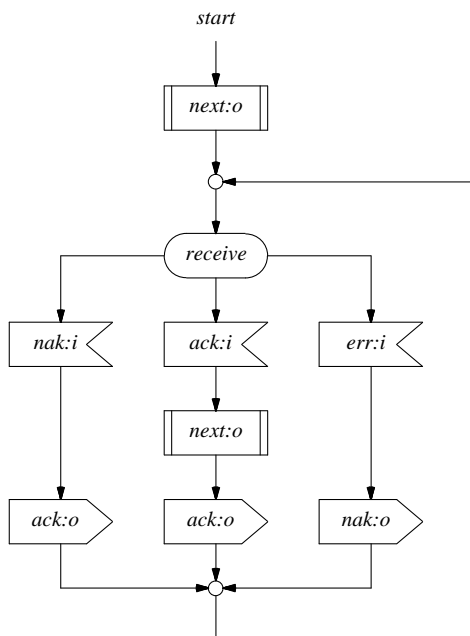 start
next:o
receive
nak:i
ack:i
err:i
next:o
ack:o
ack:o
nak:o